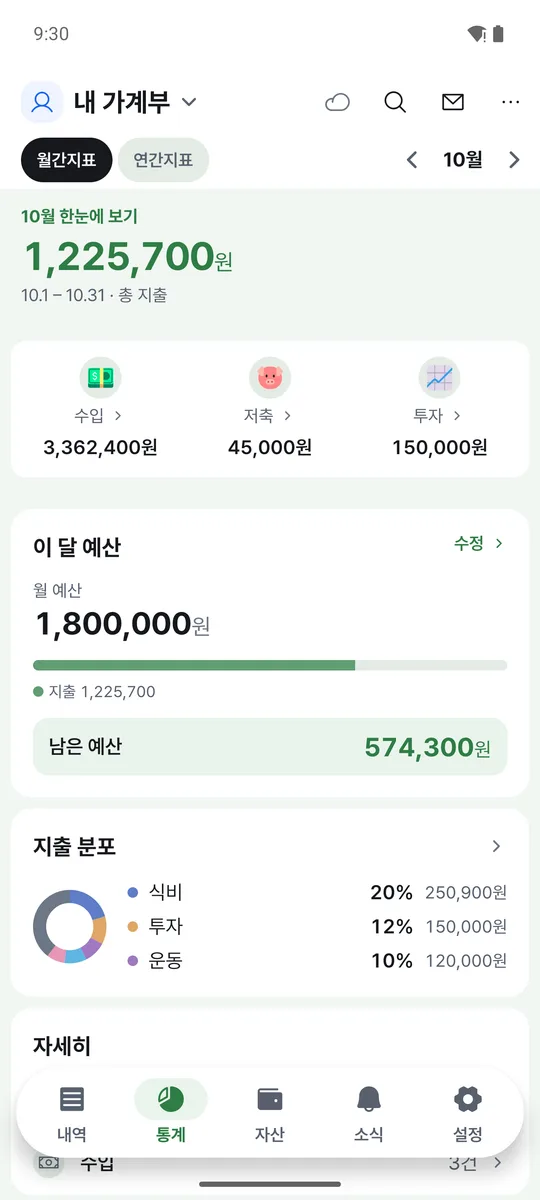 9:30
내 가계부
월간지표 연간지표 10월
10월 한눈에 보기
1,225,700원
10.1 – 10.31 · 총 지출
수입 저축 투자
3,362,400원 45,000원 150,000원
이 달 예산 수정
월 예산
1,800,000원
지출 1,225,700
남은 예산 574,300원
지출 분포
식비 20% 250,900원
투자 12% 150,000원
운동 10% 120,000원
자세히
내역 통계 자산 소식 설정
수입 3건